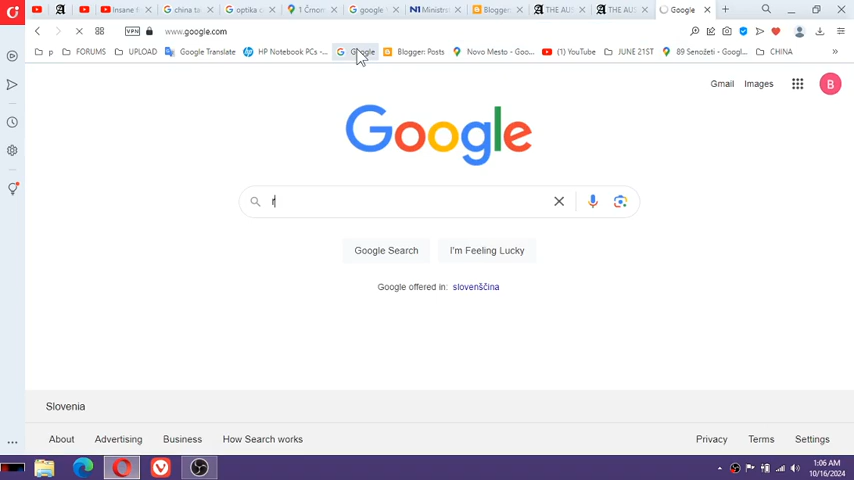 Insane f
china ta
optika c
1 Črnom
google
N1 Ministro
Blogger:
THE AUS
THE AUS
Google
VPN
www.google.com
p
FORUMS
UPLOAD
Google Translate
HP Notebook PCs -...
Google
Blogger: Posts
Novo Mesto - Goo...
(1) YouTube
JUNE 21ST
89 Senožeti - Googl...
CHINA
Gmail
Images
B
Google
r
Google Search
I'm Feeling Lucky
Google offered in: slovenščina
Slovenia
About
Advertising
Business
How Search works
Privacy
Terms
Settings
1:06 AM
10/16/2024